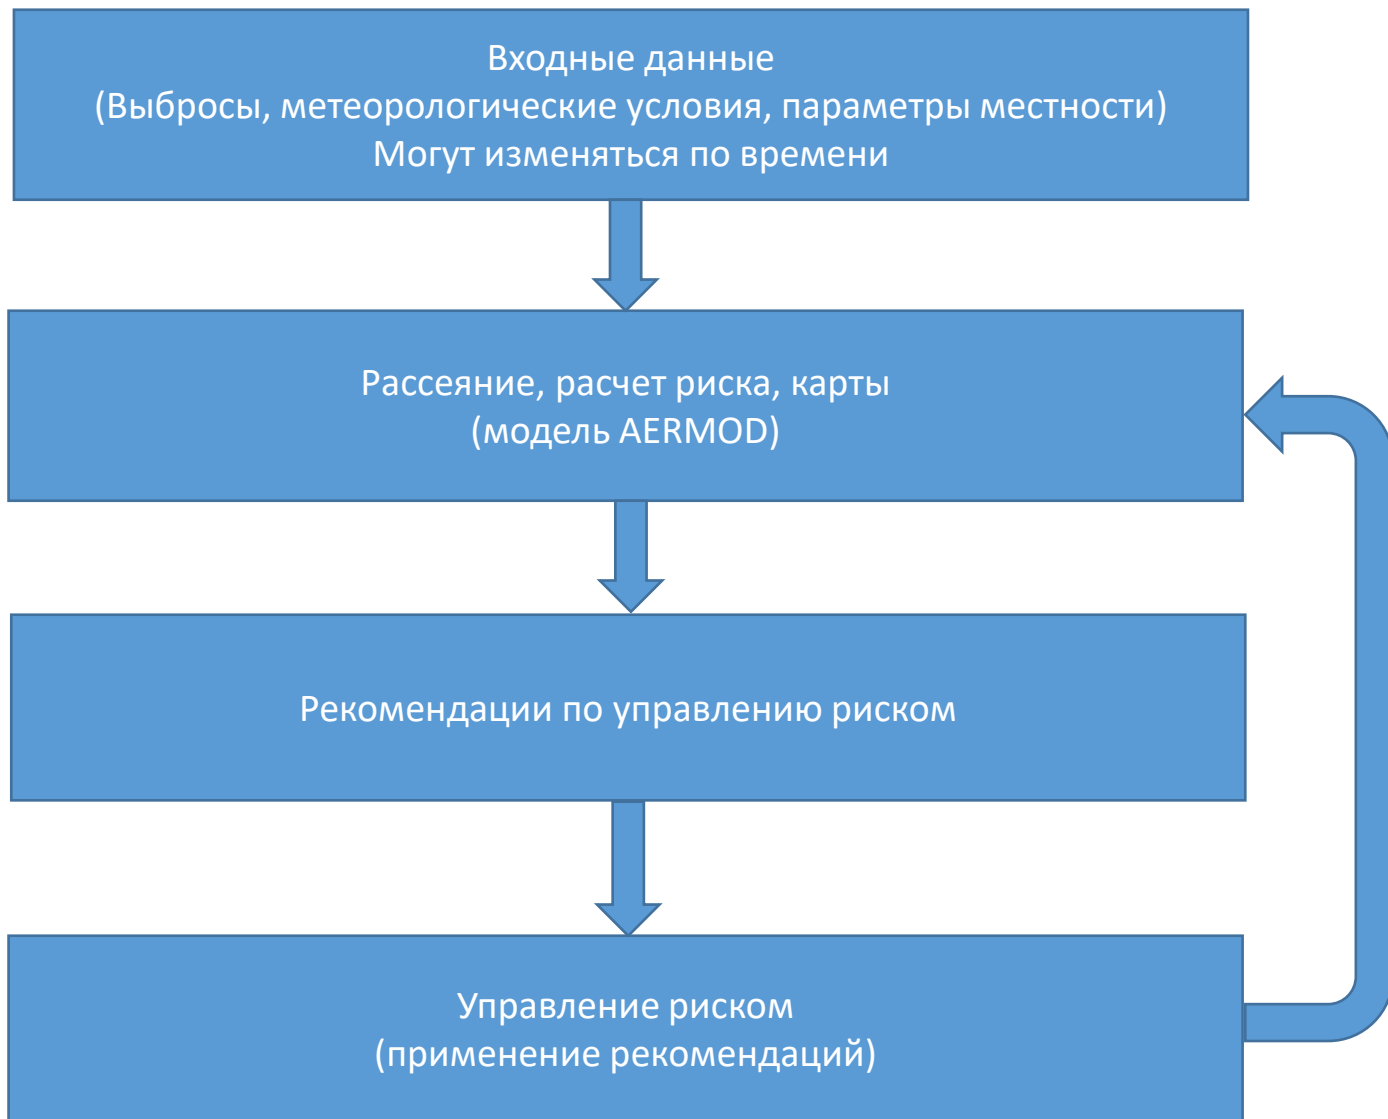 Входные данные
(Выбросы, метеорологические условия, параметры местности)
Могут изменяться по времени
Рассеяние, расчет риска, карты
(модель AERMOD)
Рекомендации по управлению риском
Управление риском
(применение рекомендаций)